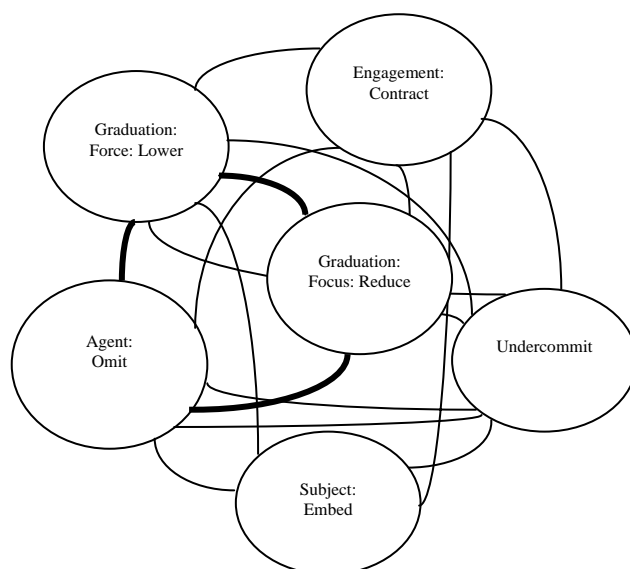 Engagement:
Contract
Graduation:
Force: Lower
Graduation:
Focus: Reduce
Agent:
Omit
Undercommit
Subject:
Embed